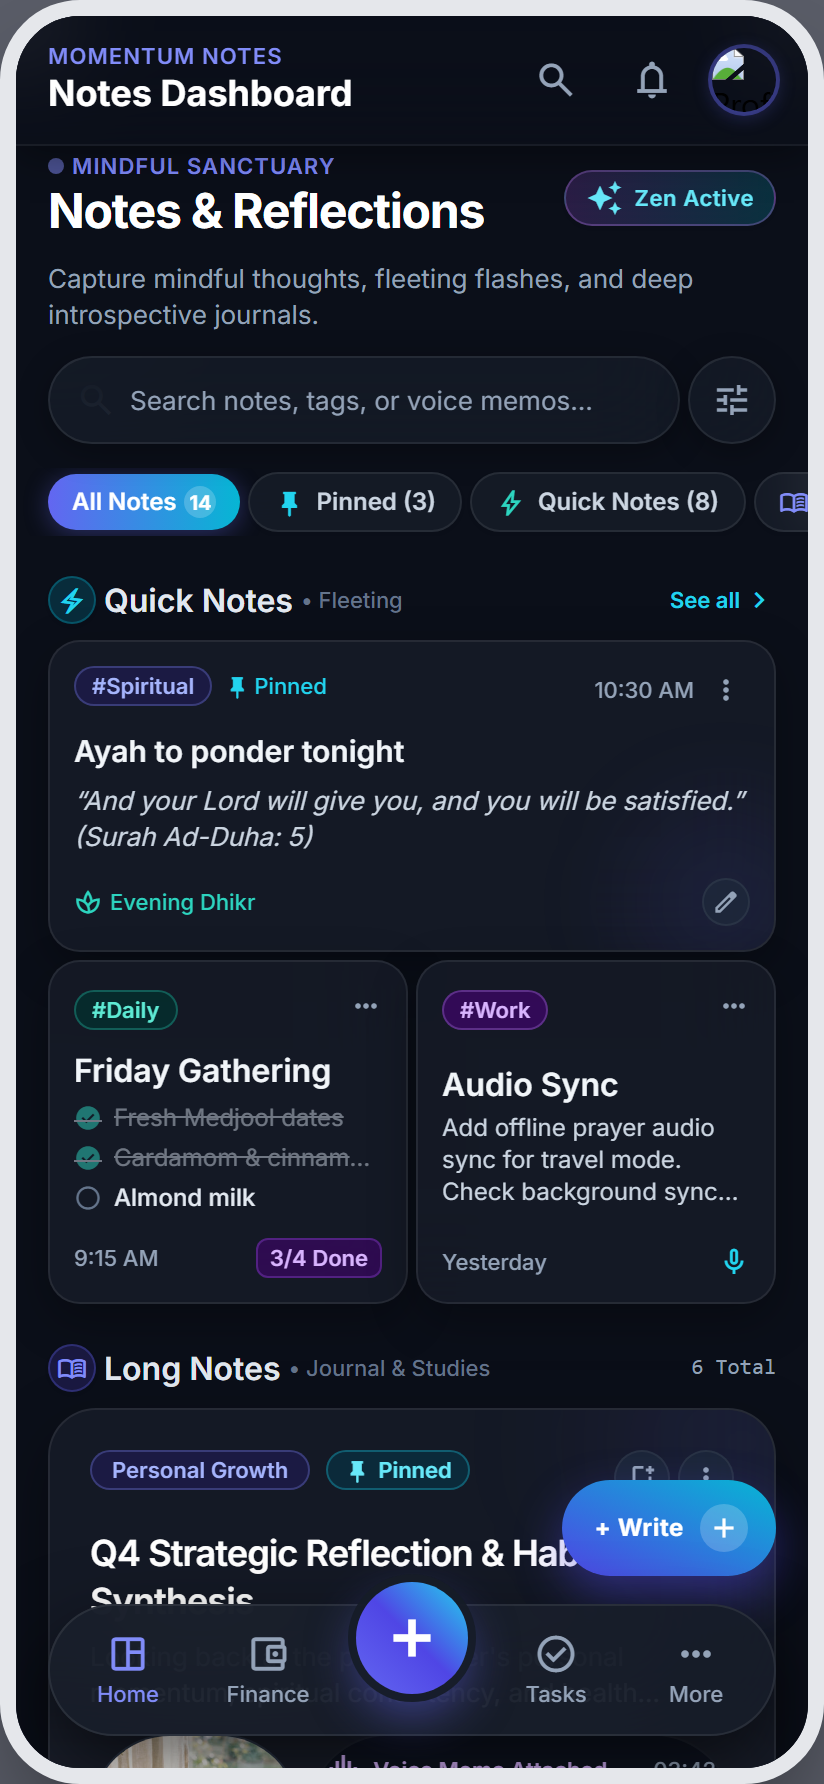 MOMENTUM NOTES
Notes Dashboard
Prof
MINDFUL SANCTUARY
Notes & Reflections
Zen Active
Capture mindful thoughts, fleeting flashes, and deep
introspective journals.
Search notes, tags, or voice memos...
All Notes 14
Pinned (3)
Quick Notes (8)
Quick Notes • Fleeting
See all
#Spiritual
Pinned
10:30 AM
Ayah to ponder tonight
“And your Lord will give you, and you will be satisfied.”
(Surah Ad-Duha: 5)
Evening Dhikr
#Daily
Friday Gathering
Fresh Medjool dates
Cardamom & cinnam...
Almond milk
9:15 AM
3/4 Done
#Work
Audio Sync
Add offline prayer audio
sync for travel mode.
Check background sync...
Yesterday
Long Notes • Journal & Studies
6 Total
Personal Growth
Pinned
+ Write
Q4 Strategic Reflection & Hab
Synthesis
Home
Finance
Tasks
More
Voice Memo Attached
03:42